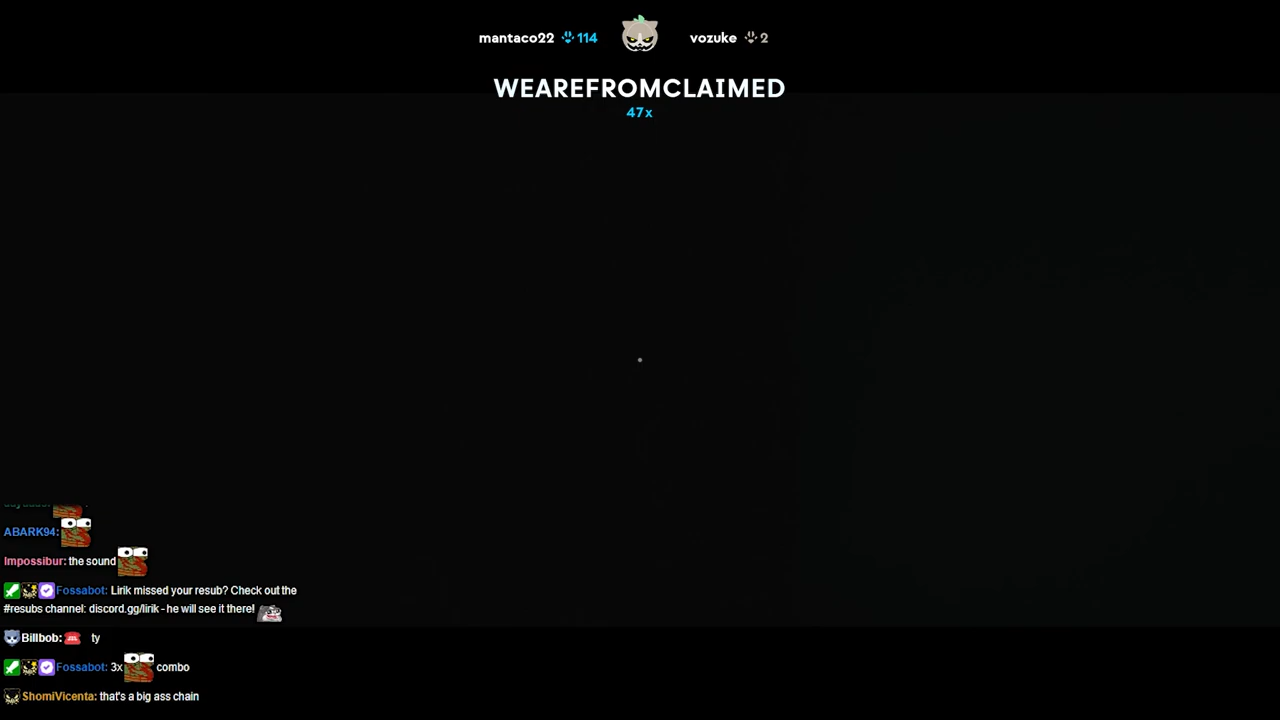 mantaco22 114 vozuke 2
WEAREFROMCLAIMED
47x
ABARK94:
Impossibur: the sound
Fossabot: Lirik missed your resub? Check out the
#resubs channel: discord.gg/lirik - he will see it there!
Billbob: ty
Fossabot: 3x combo
ShomiVicenta: that's a big ass chain